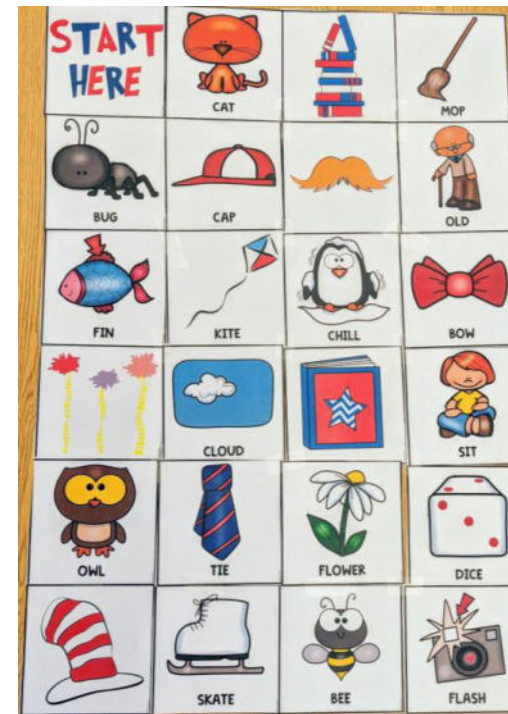 START
HERE
CAT
MOP
BUG
CAP
OLD
FIN
KITE
CHILL
BOW
CLOUD
SIT
OWL
TIE
FLOWER
DICE
SKATE
BEE
FLASH